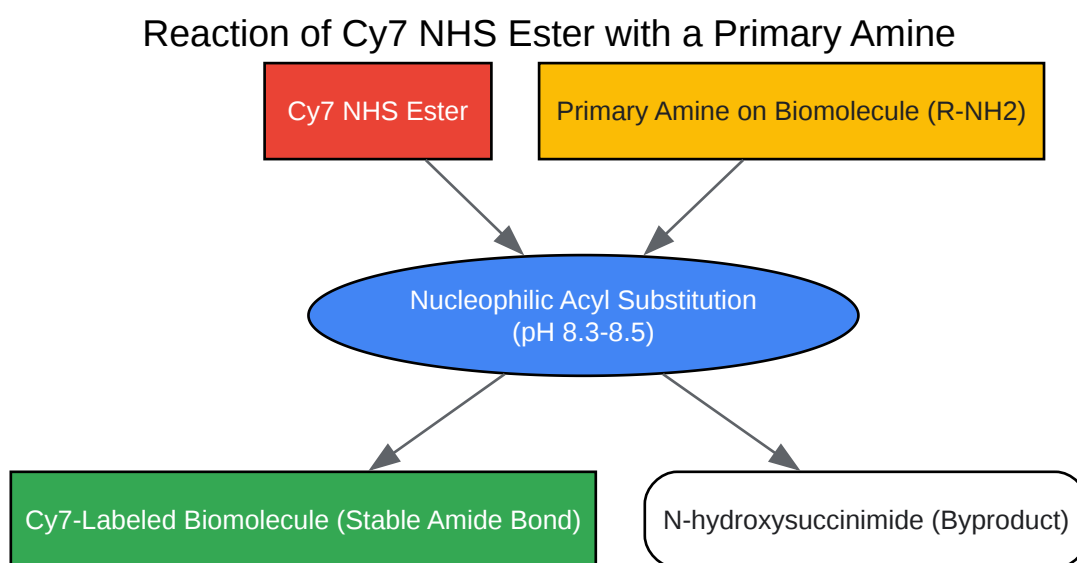 Reaction of Cy7 NHS Ester with a Primary Amine
Cy7 NHS Ester
Primary Amine on Biomolecule (R-NH2)
Nucleophilic Acyl Substitution
(pH 8.3-8.5)
Cy7-Labeled Biomolecule (Stable Amide Bond)
N-hydroxysuccinimide (Byproduct)